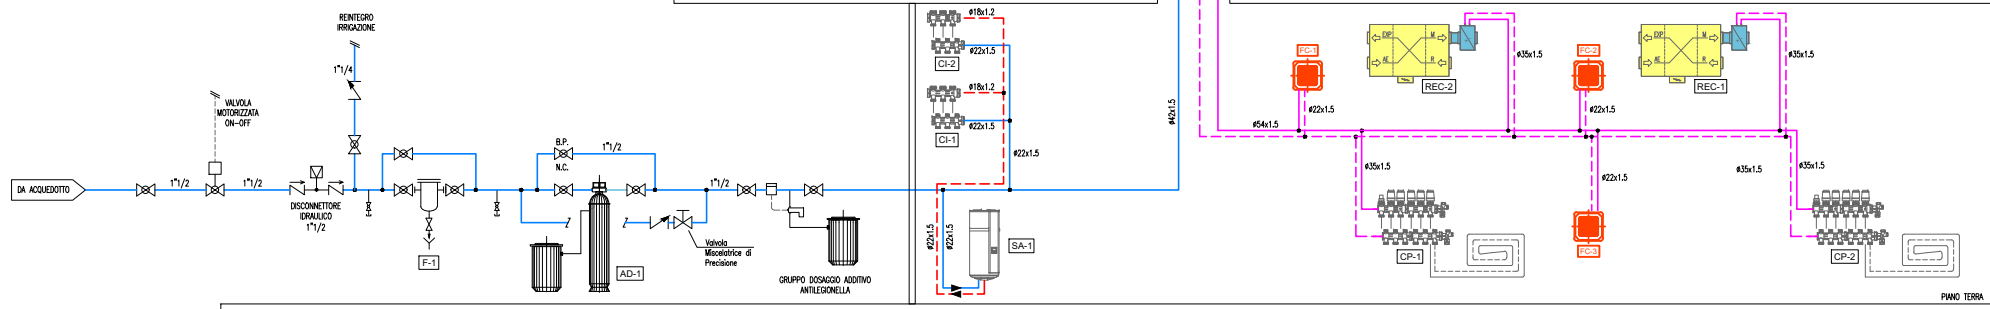 REINTEGRO
IRRIGAZIONE
1"1/4
VALVOLA
MOTORIZZATA
ON-OFF
DA ACQUEDOTTO
1"1/2
1"1/2
DISCONNETTORE
IDRAULICO
1"1/2
F-1
B.P.
N.C.
1"1/2
AD-1
1"1/2
Valvola
Miscelatrice di
Precisione
GRUPPO DOSAGGIO ADDITIVO
ANTILEGIONELLA
ø18x1.2
ø22x1.5
CI-2
ø18x1.2
ø22x1.5
CI-1
ø22x1.5
ø22x1.5
ø22x1.5
SA-1
ø42x1.5
ø54x1.5
FC-1
ø22x1.5
EXP
M
AE
R
REC-2
ø35x1.5
FC-2
ø22x1.5
EXP
M
AE
R
REC-1
ø35x1.5
ø35x1.5
CP-1
ø22x1.5
FC-3
ø35x1.5
ø35x1.5
CP-2
PIANO TERRA